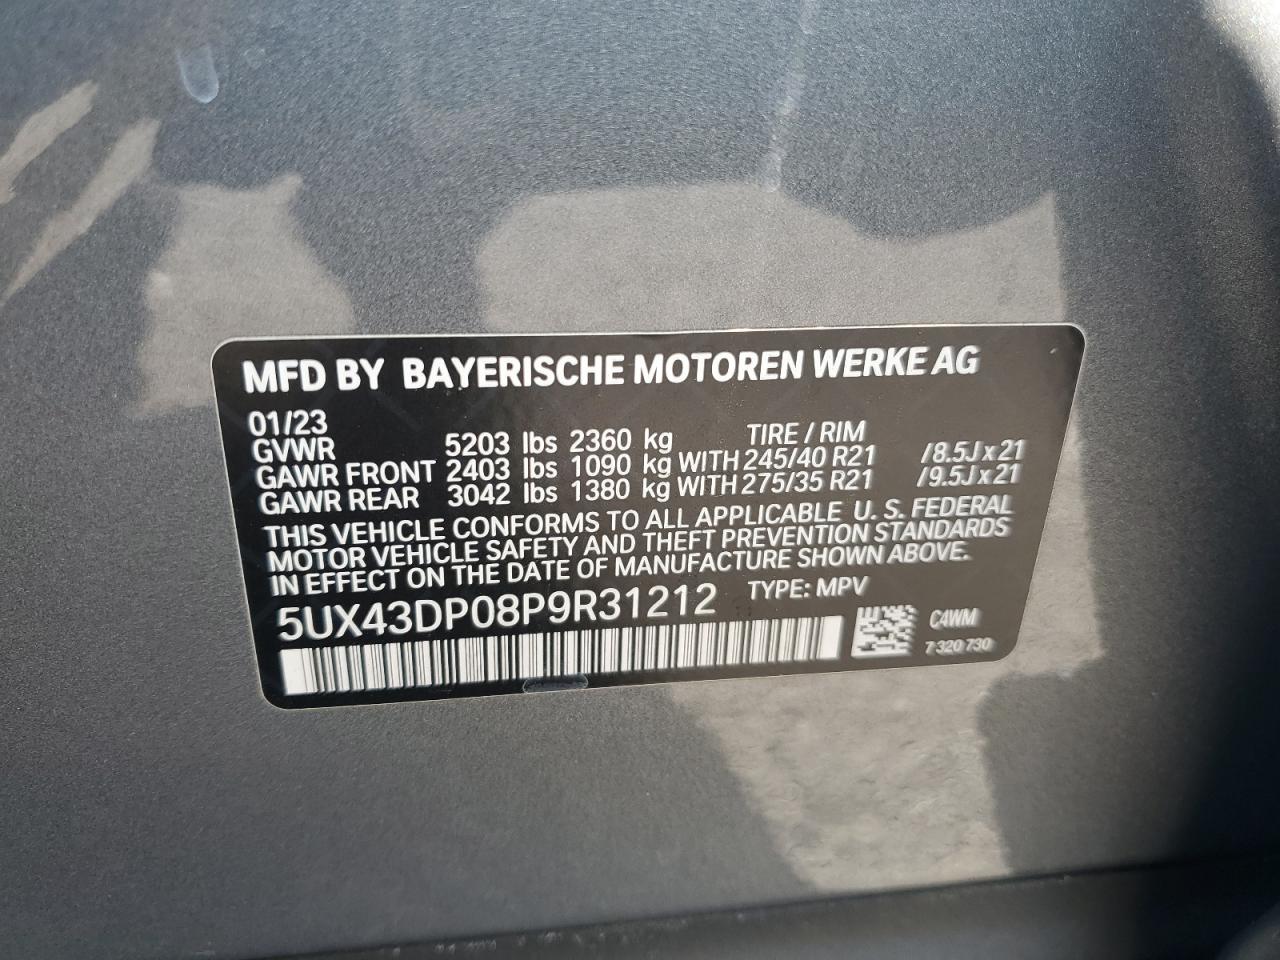 MFD BY BAYERISCHE MOTOREN WERKE AG
01/23
GVWR 5203 lbs 2360 kg TIRE / RIM
GAWR FRONT 2403 lbs 1090 kg WITH 245/40 R21 /8.5J x 21
GAWR REAR 3042 lbs 1380 kg WITH 275/35 R21 /9.5J x 21
THIS VEHICLE CONFORMS TO ALL APPLICABLE U. S. FEDERAL
MOTOR VEHICLE SAFETY AND THEFT PREVENTION STANDARDS
IN EFFECT ON THE DATE OF MANUFACTURE SHOWN ABOVE.
5UX43DP08P9R31212 TYPE: MPV
C4WM
7 320 730